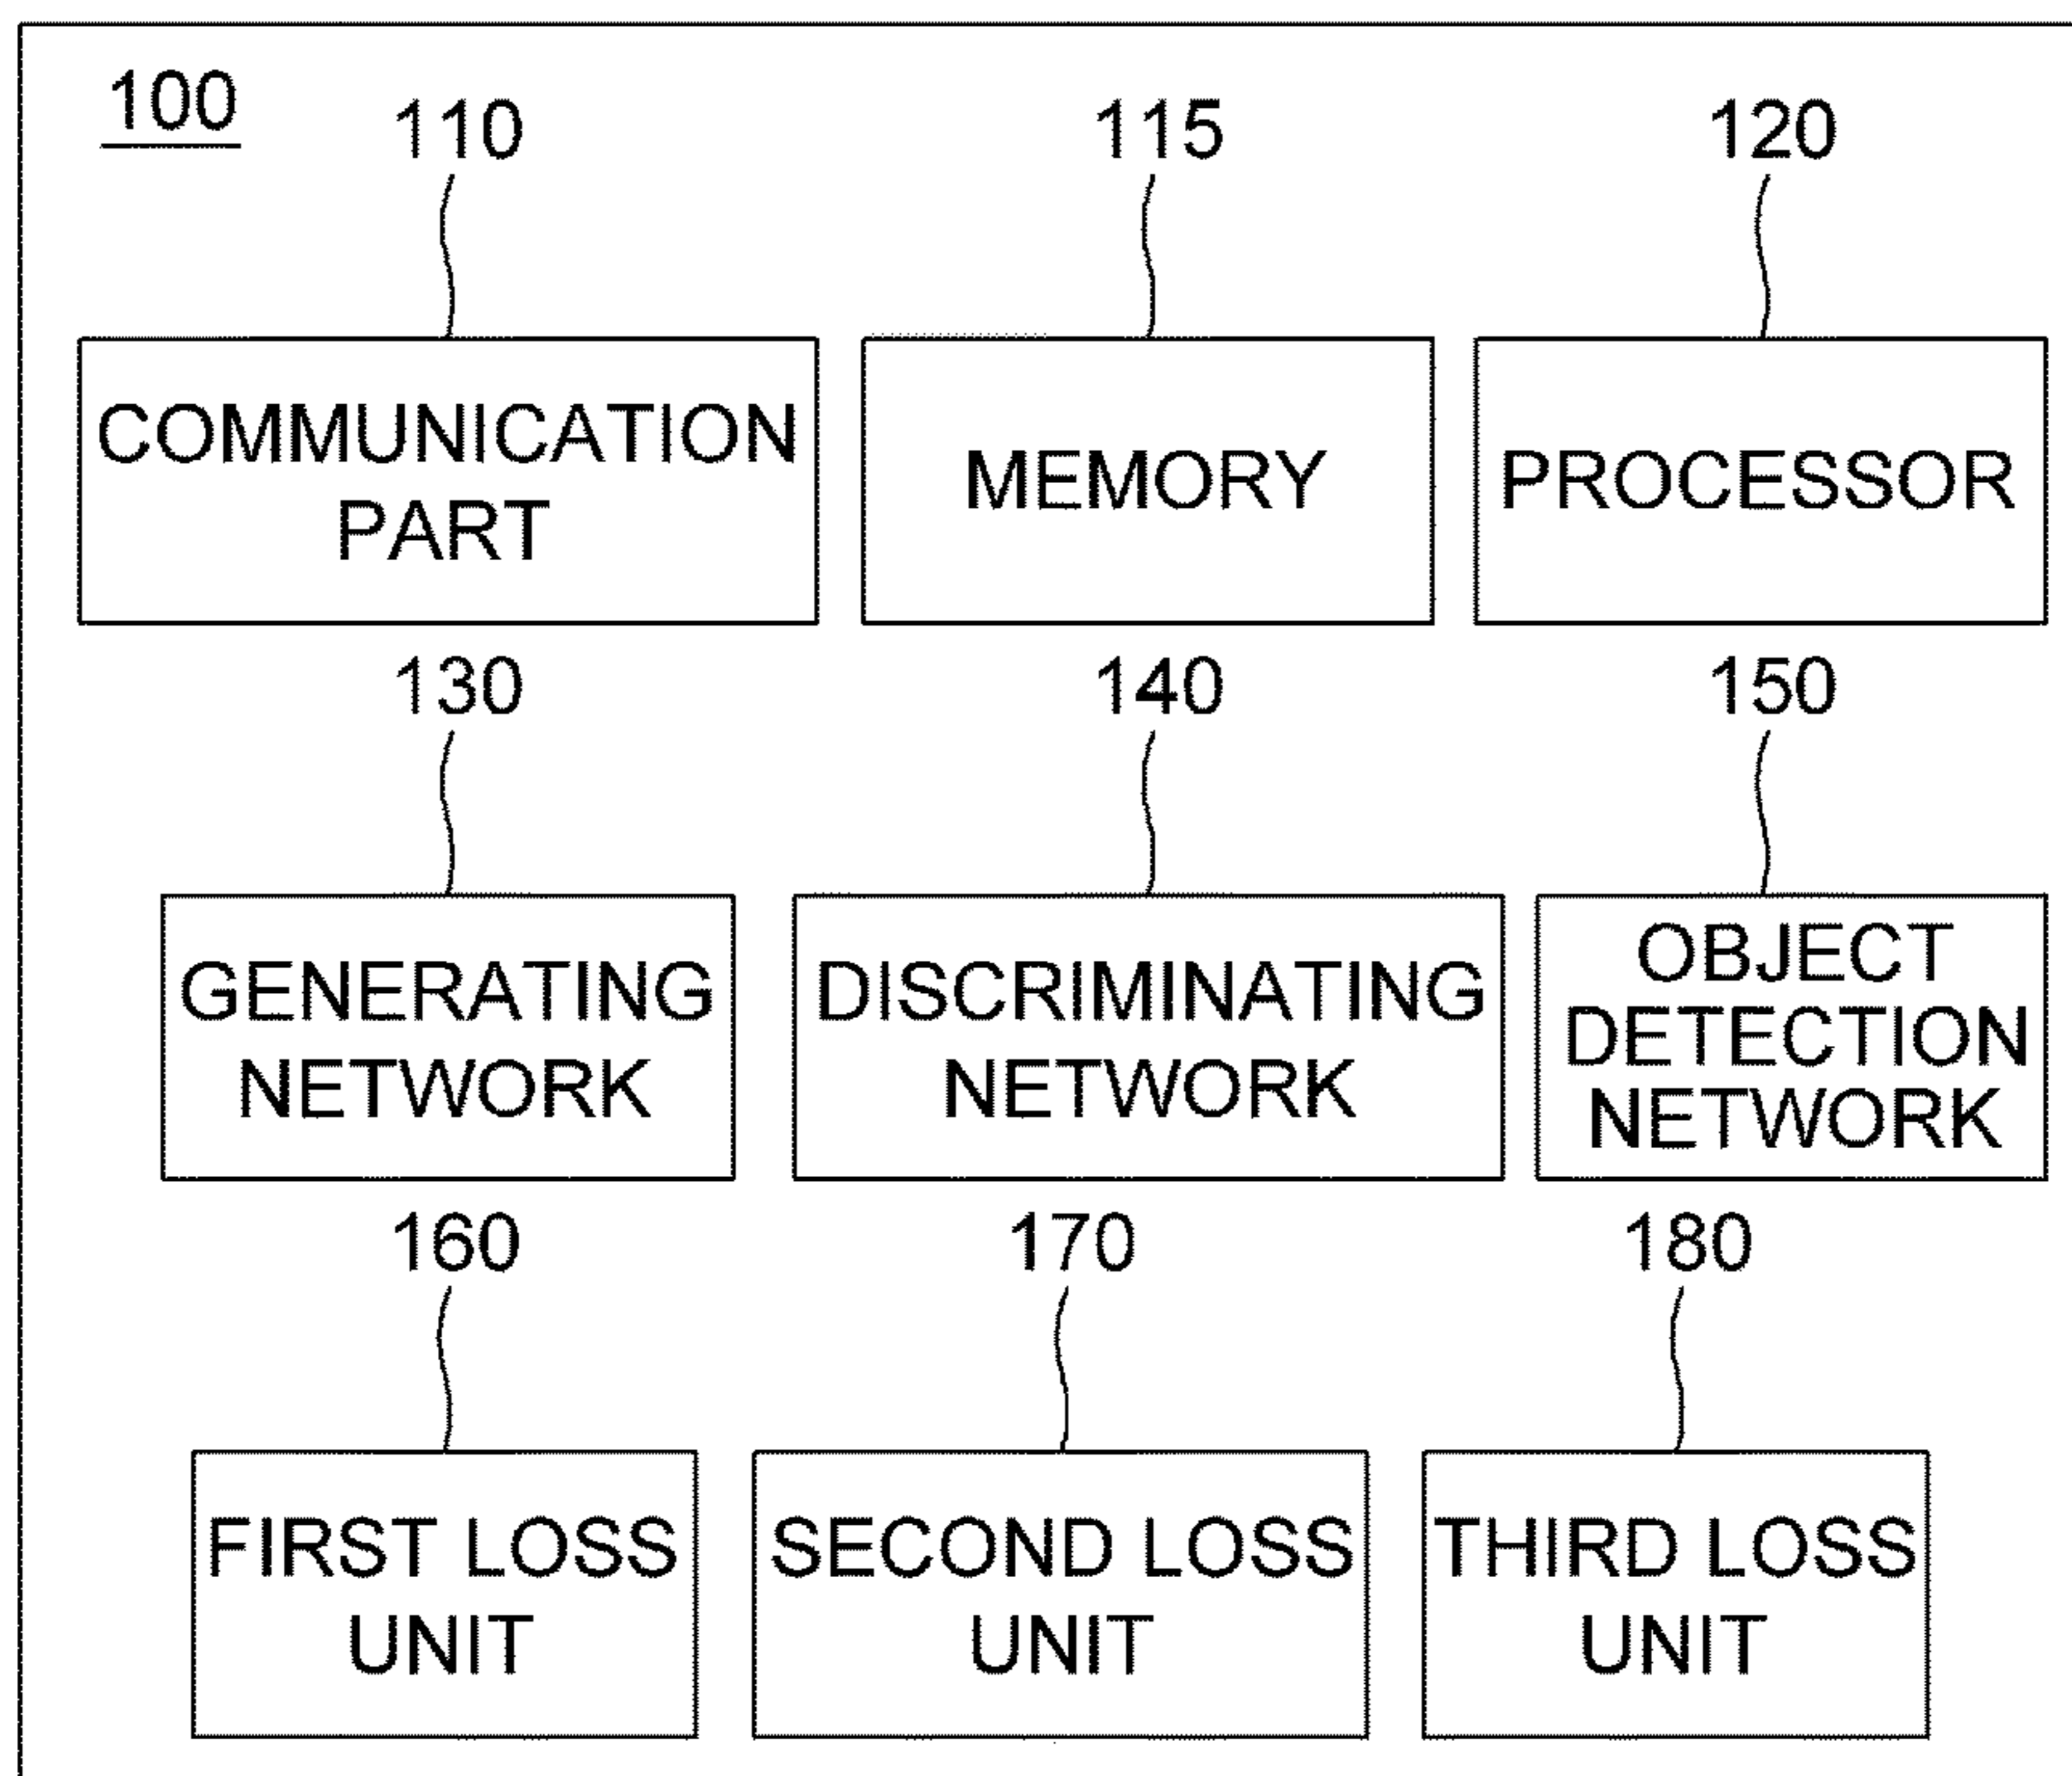 100
110
115
120
COMMUNICATION
PART
MEMORY
PROCESSOR
130
140
150
GENERATING
NETWORK
DISCRIMINATING
NETWORK
OBJECT
DETECTION
NETWORK
160
170
180
FIRST LOSS
UNIT
SECOND LOSS
UNIT
THIRD LOSS
UNIT